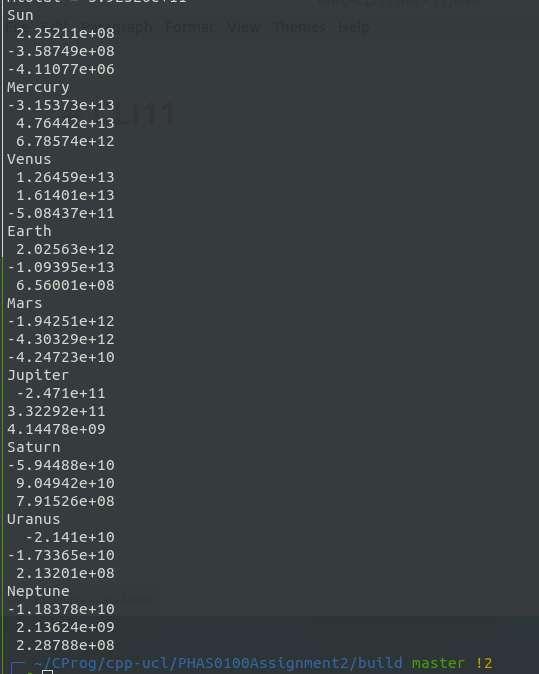 Sun
2.25211e+08
-3.58749e+08
-4.11077e+06
Mercury
-3.15373e+13
4.76442e+13
6.78574e+12
Venus
1.26459e+13
1.61401e+13
-5.08437e+11
Earth
2.02563e+12
-1.09395e+13
6.56001e+08
Mars
-1.94251e+12
-4.30329e+12
-4.24723e+10
Jupiter
-2.471e+11
3.32292e+11
4.14478e+09
Saturn
-5.94488e+10
9.04942e+10
7.91526e+08
Uranus
-2.141e+10
-1.73365e+10
2.13201e+08
Neptune
-1.18378e+10
2.13624e+09
2.28788e+08
~/CProg/cpp-ucl/PHAS0100Assignment2/build master !2